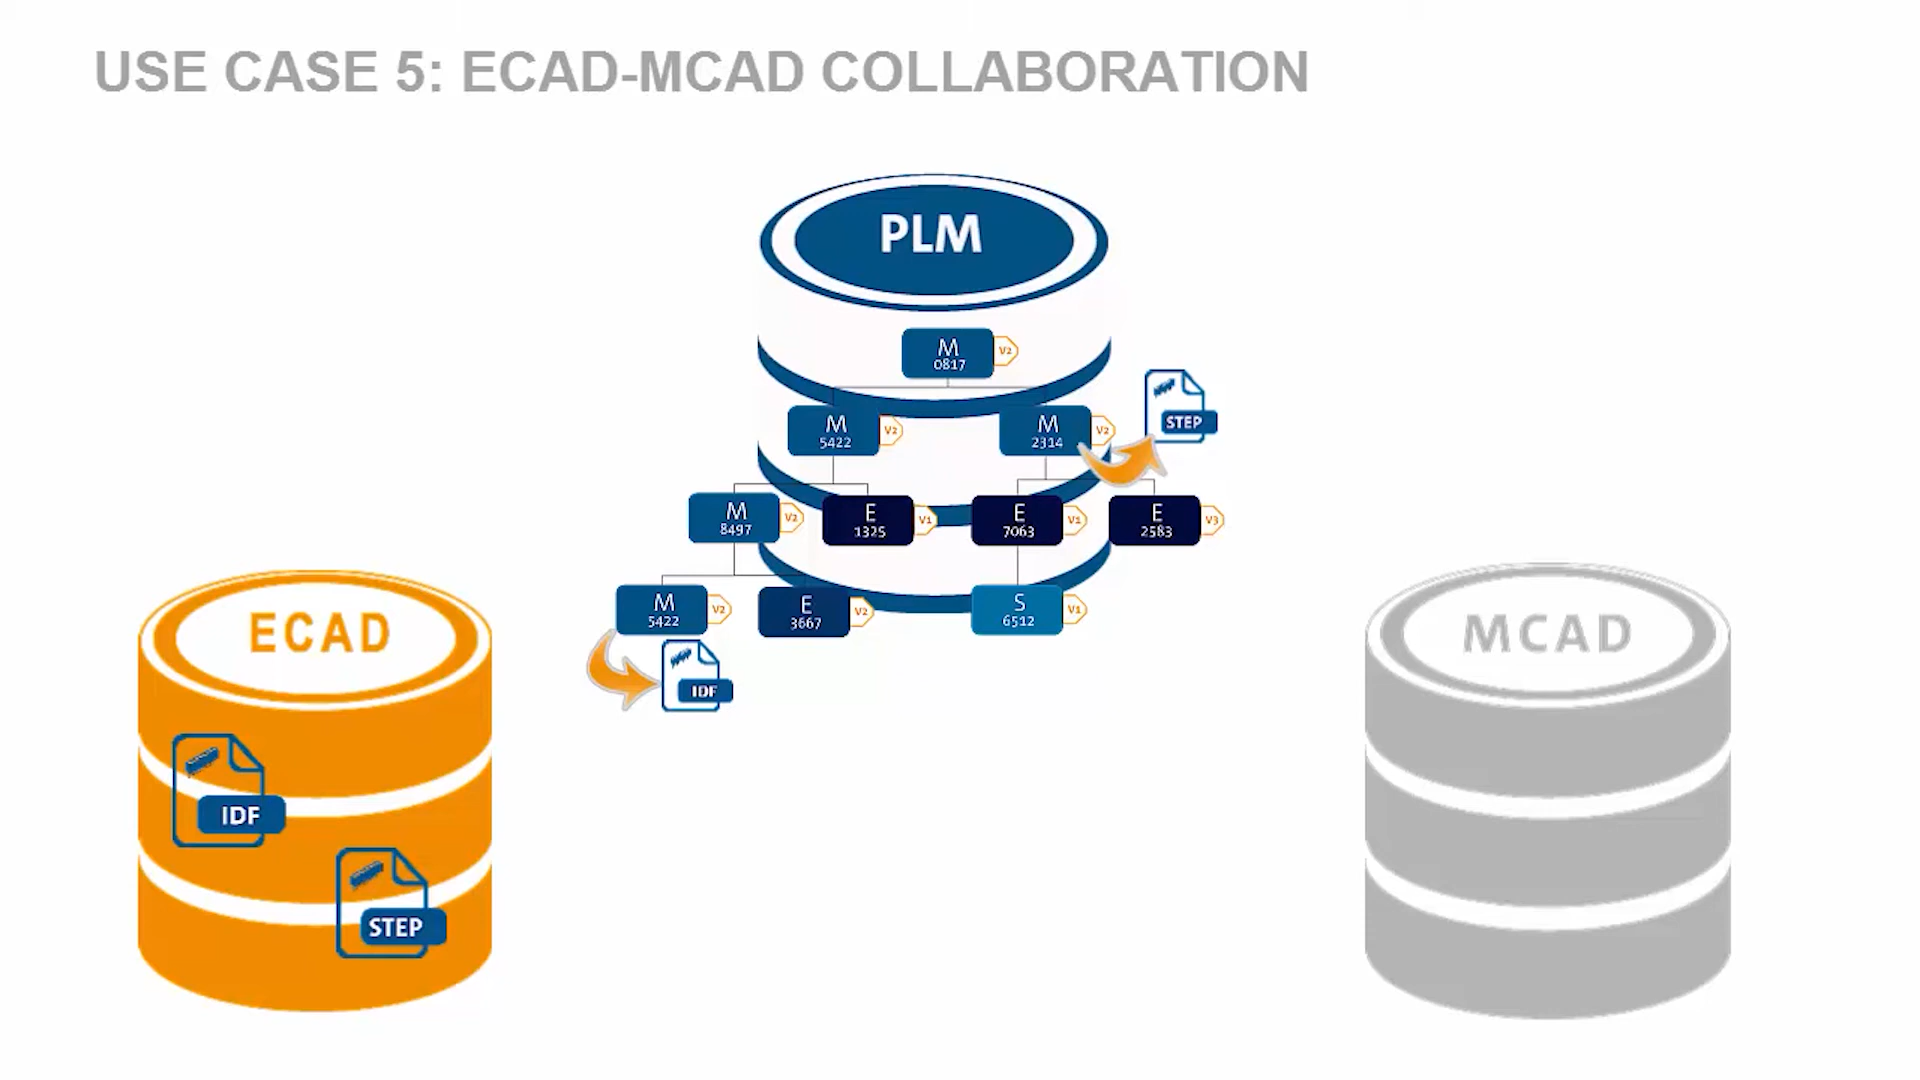 USE CASE 5: ECAD-MCAD COLLABORATION
PLM
M
0817
V2
M
5422
V2
M
2314
V2
STEP
M
8497
V2
E
1325
V1
E
7063
V1
E
2583
V3
M
5422
V2
E
3667
V2
S
6512
V1
IDF
ECAD
IDF
STEP
MCAD